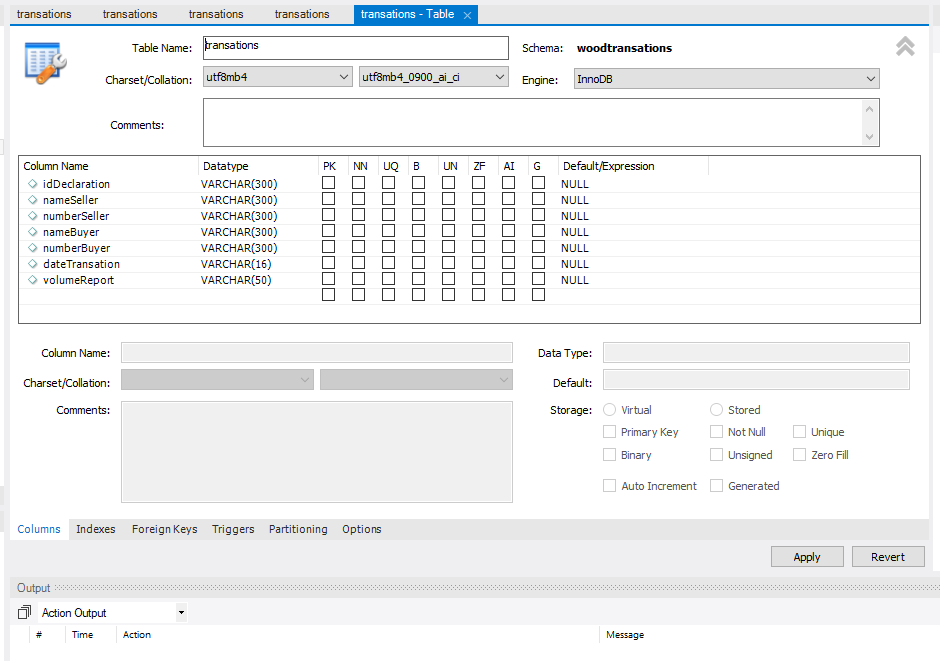 transations transations transations transations transations - Table
Table Name: transations Schema: woodtransations
Charset/Collation: utf8mb4 utf8mb4_0900_ai_ci Engine: InnoDB
Comments:
Column Name Datatype PK NN UQ B UN ZF AI G Default/Expression
idDeclaration VARCHAR(300) NULL
nameSeller VARCHAR(300) NULL
numberSeller VARCHAR(300) NULL
nameBuyer VARCHAR(300) NULL
numberBuyer VARCHAR(300) NULL
dateTransation VARCHAR(16) NULL
volumeReport VARCHAR(50) NULL
Column Name: Data Type:
Charset/Collation: Default:
Comments: Storage: Virtual Stored
Primary Key Not Null Unique
Binary Unsigned Zero Fill
Auto Increment Generated
Columns Indexes Foreign Keys Triggers Partitioning Options
Apply Revert
Output
Action Output
# Time Action Message